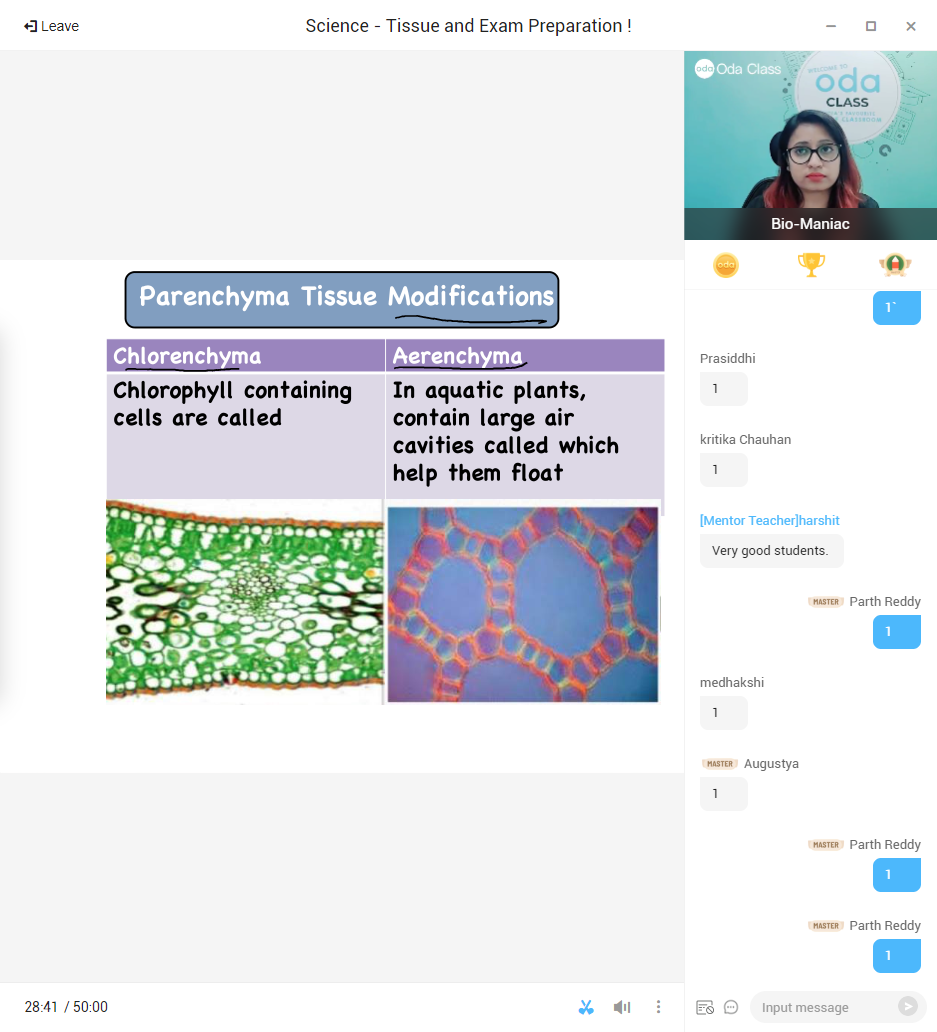 Leave
Science - Tissue and Exam Preparation !
oda Oda Class
WELCOME TO
oda
CLASS
Bio-Maniac
oda
1`
Prasiddhi
1
kritika Chauhan
1
[Mentor Teacher]harshit
Very good students.
MASTER Parth Reddy
1
medhakshi
1
MASTER Augustya
1
MASTER Parth Reddy
1
MASTER Parth Reddy
1
Input message
Parenchyma Tissue Modifications
Chlorenchyma
Chlorophyll containing
cells are called
Aerenchyma
In aquatic plants,
contain large air
cavities called which
help them float
28:41 / 50:00